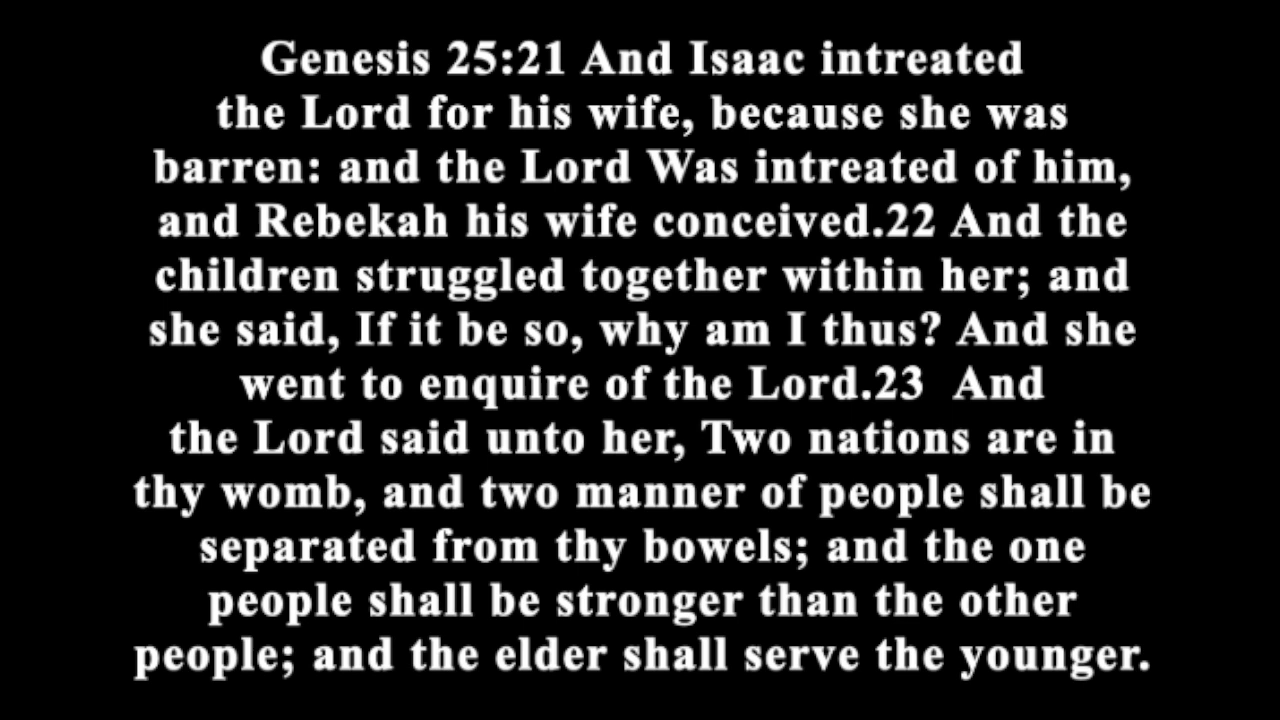 Genesis 25:21 And Isaac intreated
the Lord for his wife, because she was
barren: and the Lord Was intreated of him,
and Rebekah his wife conceived.22 And the
children struggled together within her; and
she said, If it be so, why am I thus? And she
went to enquire of the Lord.23  And
the Lord said unto her, Two nations are in
thy womb, and two manner of people shall be
separated from thy bowels; and the one
people shall be stronger than the other
people; and the elder shall serve the younger.